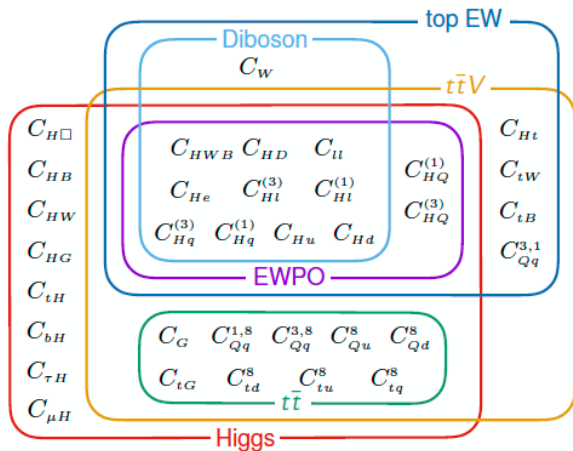 top EW
Diboson
C_W
tt̄V
C_{H□}
C_{HB}
C_{HW}
C_{HG}
C_{tH}
C_{bH}
C_{τH}
C_{μH}
C_{HWB} C_{HD} C_{ll}
C_{He} C_{Hl}^{(3)} C_{Hl}^{(1)}
C_{Hq}^{(3)} C_{Hq}^{(1)} C_{Hu} C_{Hd}
C_{HQ}^{(1)}
C_{HQ}^{(3)}
EWPO
C_{Ht}
C_{tW}
C_{tB}
C_{Qq}^{3,1}
C_G C_{Qq}^{1,8} C_{Qq}^{3,8} C_{Qu}^{8} C_{Qd}^{8}
C_{tG} C_{td}^{8} C_{tu}^{8} C_{tq}^{8}
tt̄
Higgs